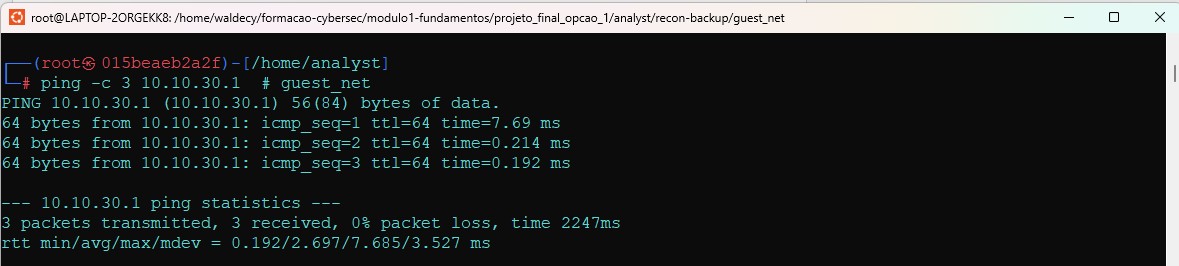 root@LAPTOP-2ORGEKK8: /home/waldecy/formacao-cybersec/modulo1-fundamentos/projeto_final_opcao_1/analyst/recon-backup/guest_net
┌──(root㉿ 015beaeb2a2f)-[/home/analyst]
└─# ping -c 3 10.10.30.1  # guest_net
PING 10.10.30.1 (10.10.30.1) 56(84) bytes of data.
64 bytes from 10.10.30.1: icmp_seq=1 ttl=64 time=7.69 ms
64 bytes from 10.10.30.1: icmp_seq=2 ttl=64 time=0.214 ms
64 bytes from 10.10.30.1: icmp_seq=3 ttl=64 time=0.192 ms
--- 10.10.30.1 ping statistics ---
3 packets transmitted, 3 received, 0% packet loss, time 2247ms
rtt min/avg/max/mdev = 0.192/2.697/7.685/3.527 ms